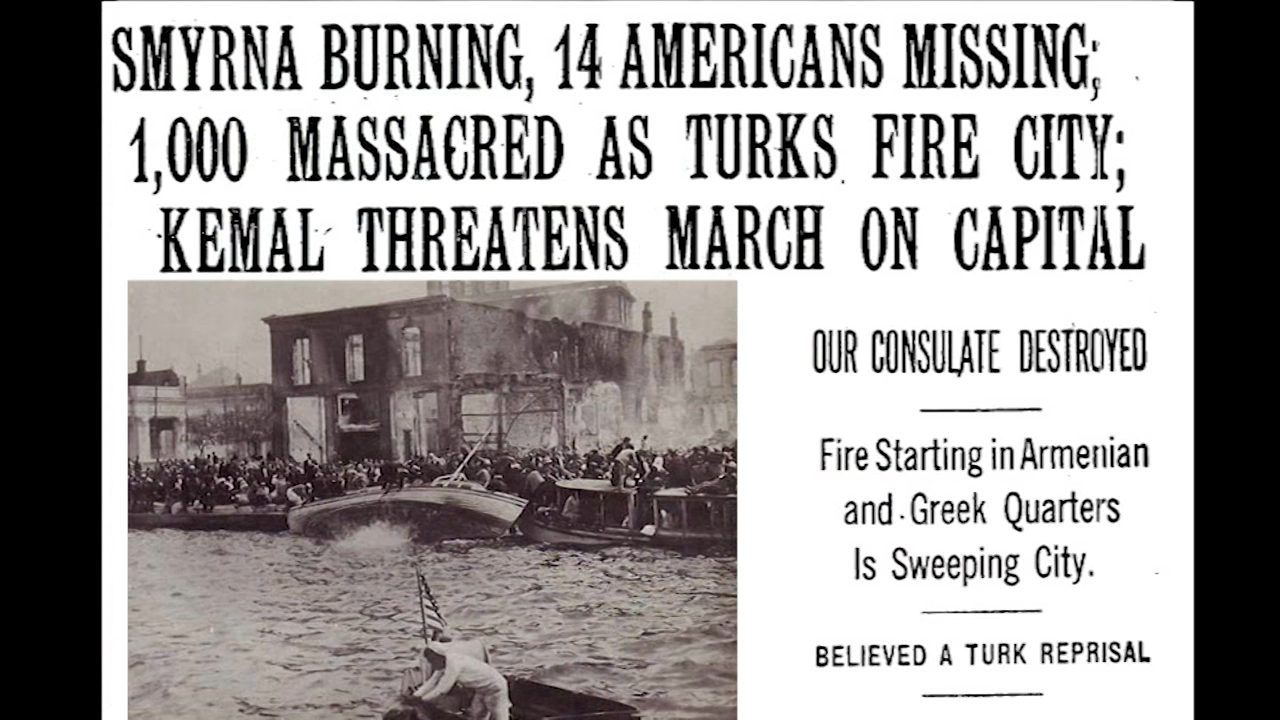 SMYRNA BURNING, 14 AMERICANS MISSING;
1,000 MASSACRED AS TURKS FIRE CITY;
KEMAL THREATENS MARCH ON CAPITAL
OUR CONSULATE DESTROYED
Fire Starting in Armenian
and Greek Quarters
Is Sweeping City.
BELIEVED A TURK REPRISAL